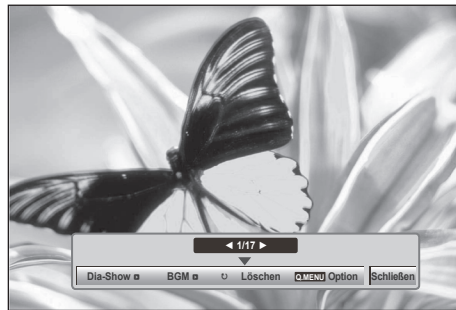 ◀ 1/17 ▶
Dia-Show BGM Löschen Q.MENU Option Schließen